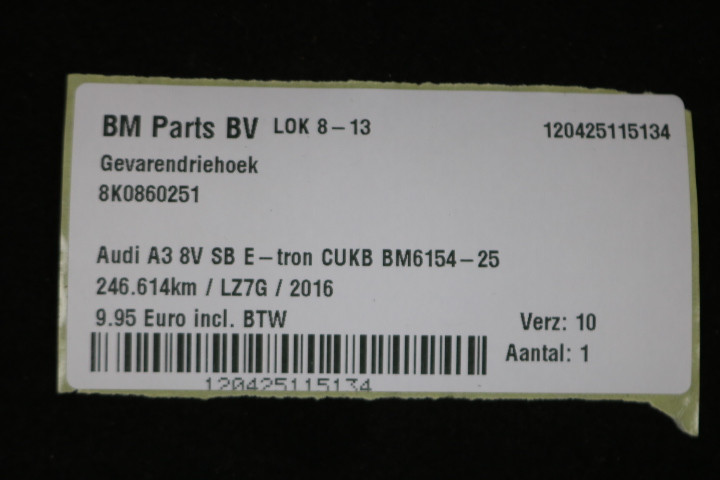 BM Parts BV LOK 8-13 120425115134
Gevarendriehoek
8K0860251
Audi A3 8V SB E-tron CUKB BM6154-25
246.614km / LZ7G / 2016
9.95 Euro incl. BTW Verz: 10
Aantal: 1
120425115134